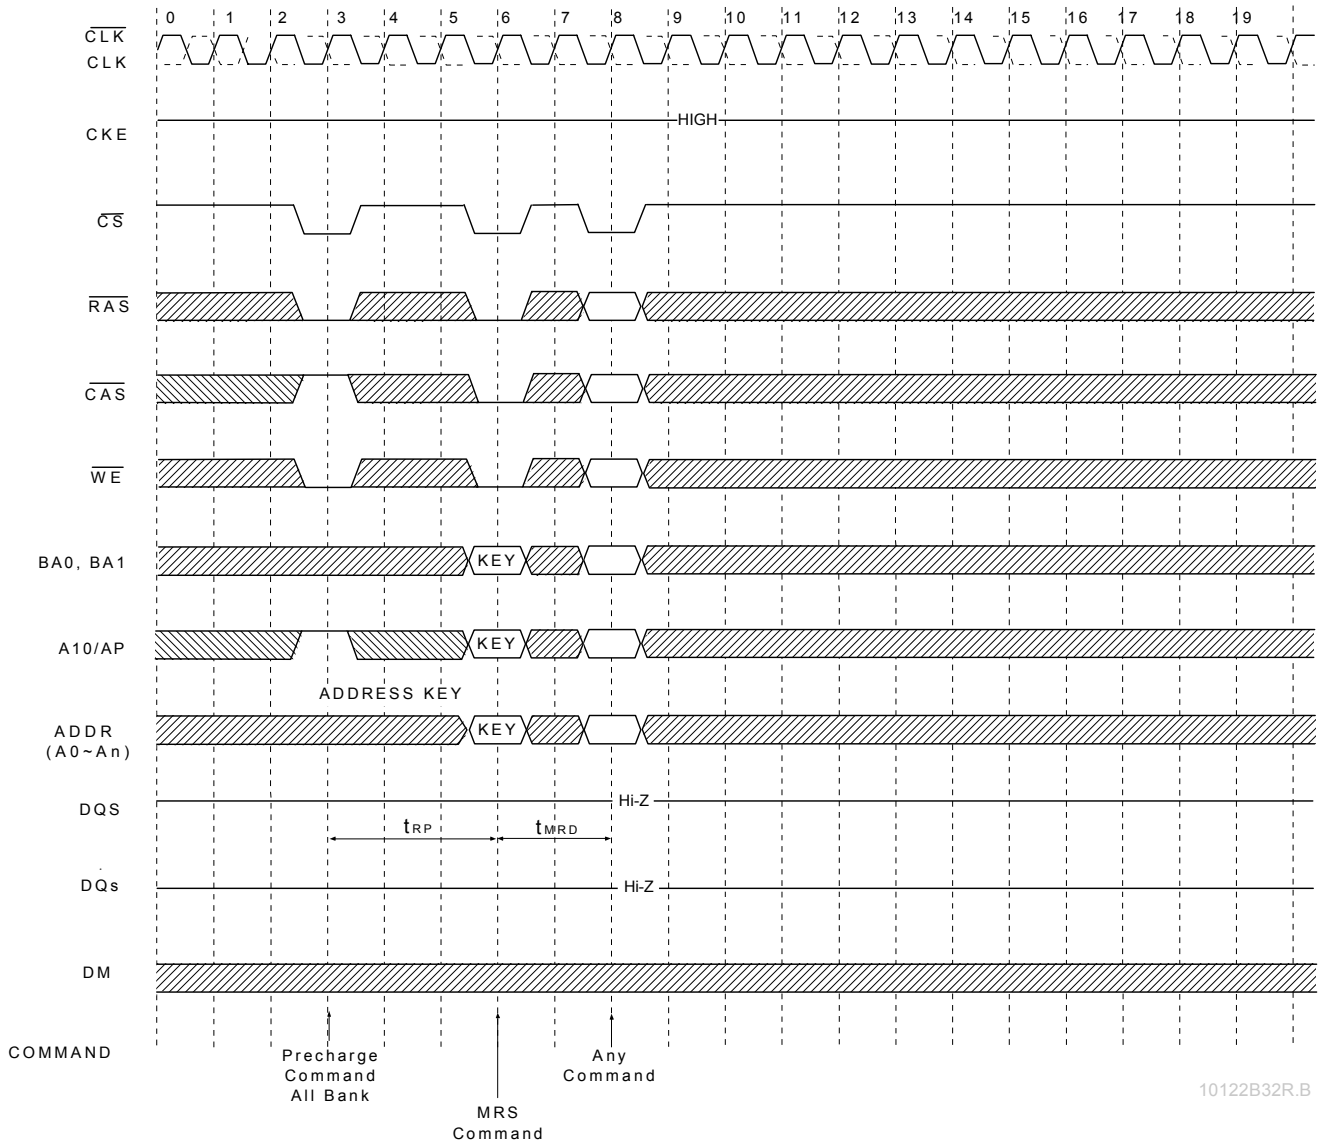 0 1 2 3 4 5 6 7 8 9 10 11 12 13 14 15 16 17 18 19
CLK
CLK
CKE
HIGH
CS
RAS
CAS
WE
BA0, BA1
KEY
A10/AP
KEY
ADDRESS KEY
ADDR
(A0~An)
KEY
DQS
Hi-Z
tRP
tMRD
DQs
Hi-Z
DM
COMMAND
Precharge
Command
All Bank
MRS
Command
Any
Command
10122B32R.B